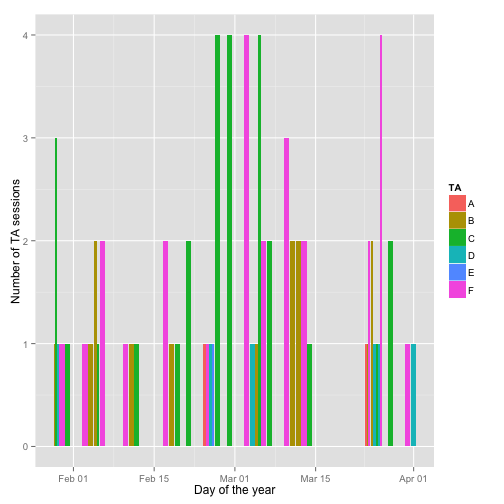 4
3
2
1
0
Number of TA sessions
Feb 01 Feb 15 Mar 01 Mar 15 Apr 01
Day of the year
TA
A
B
C
D
E
F